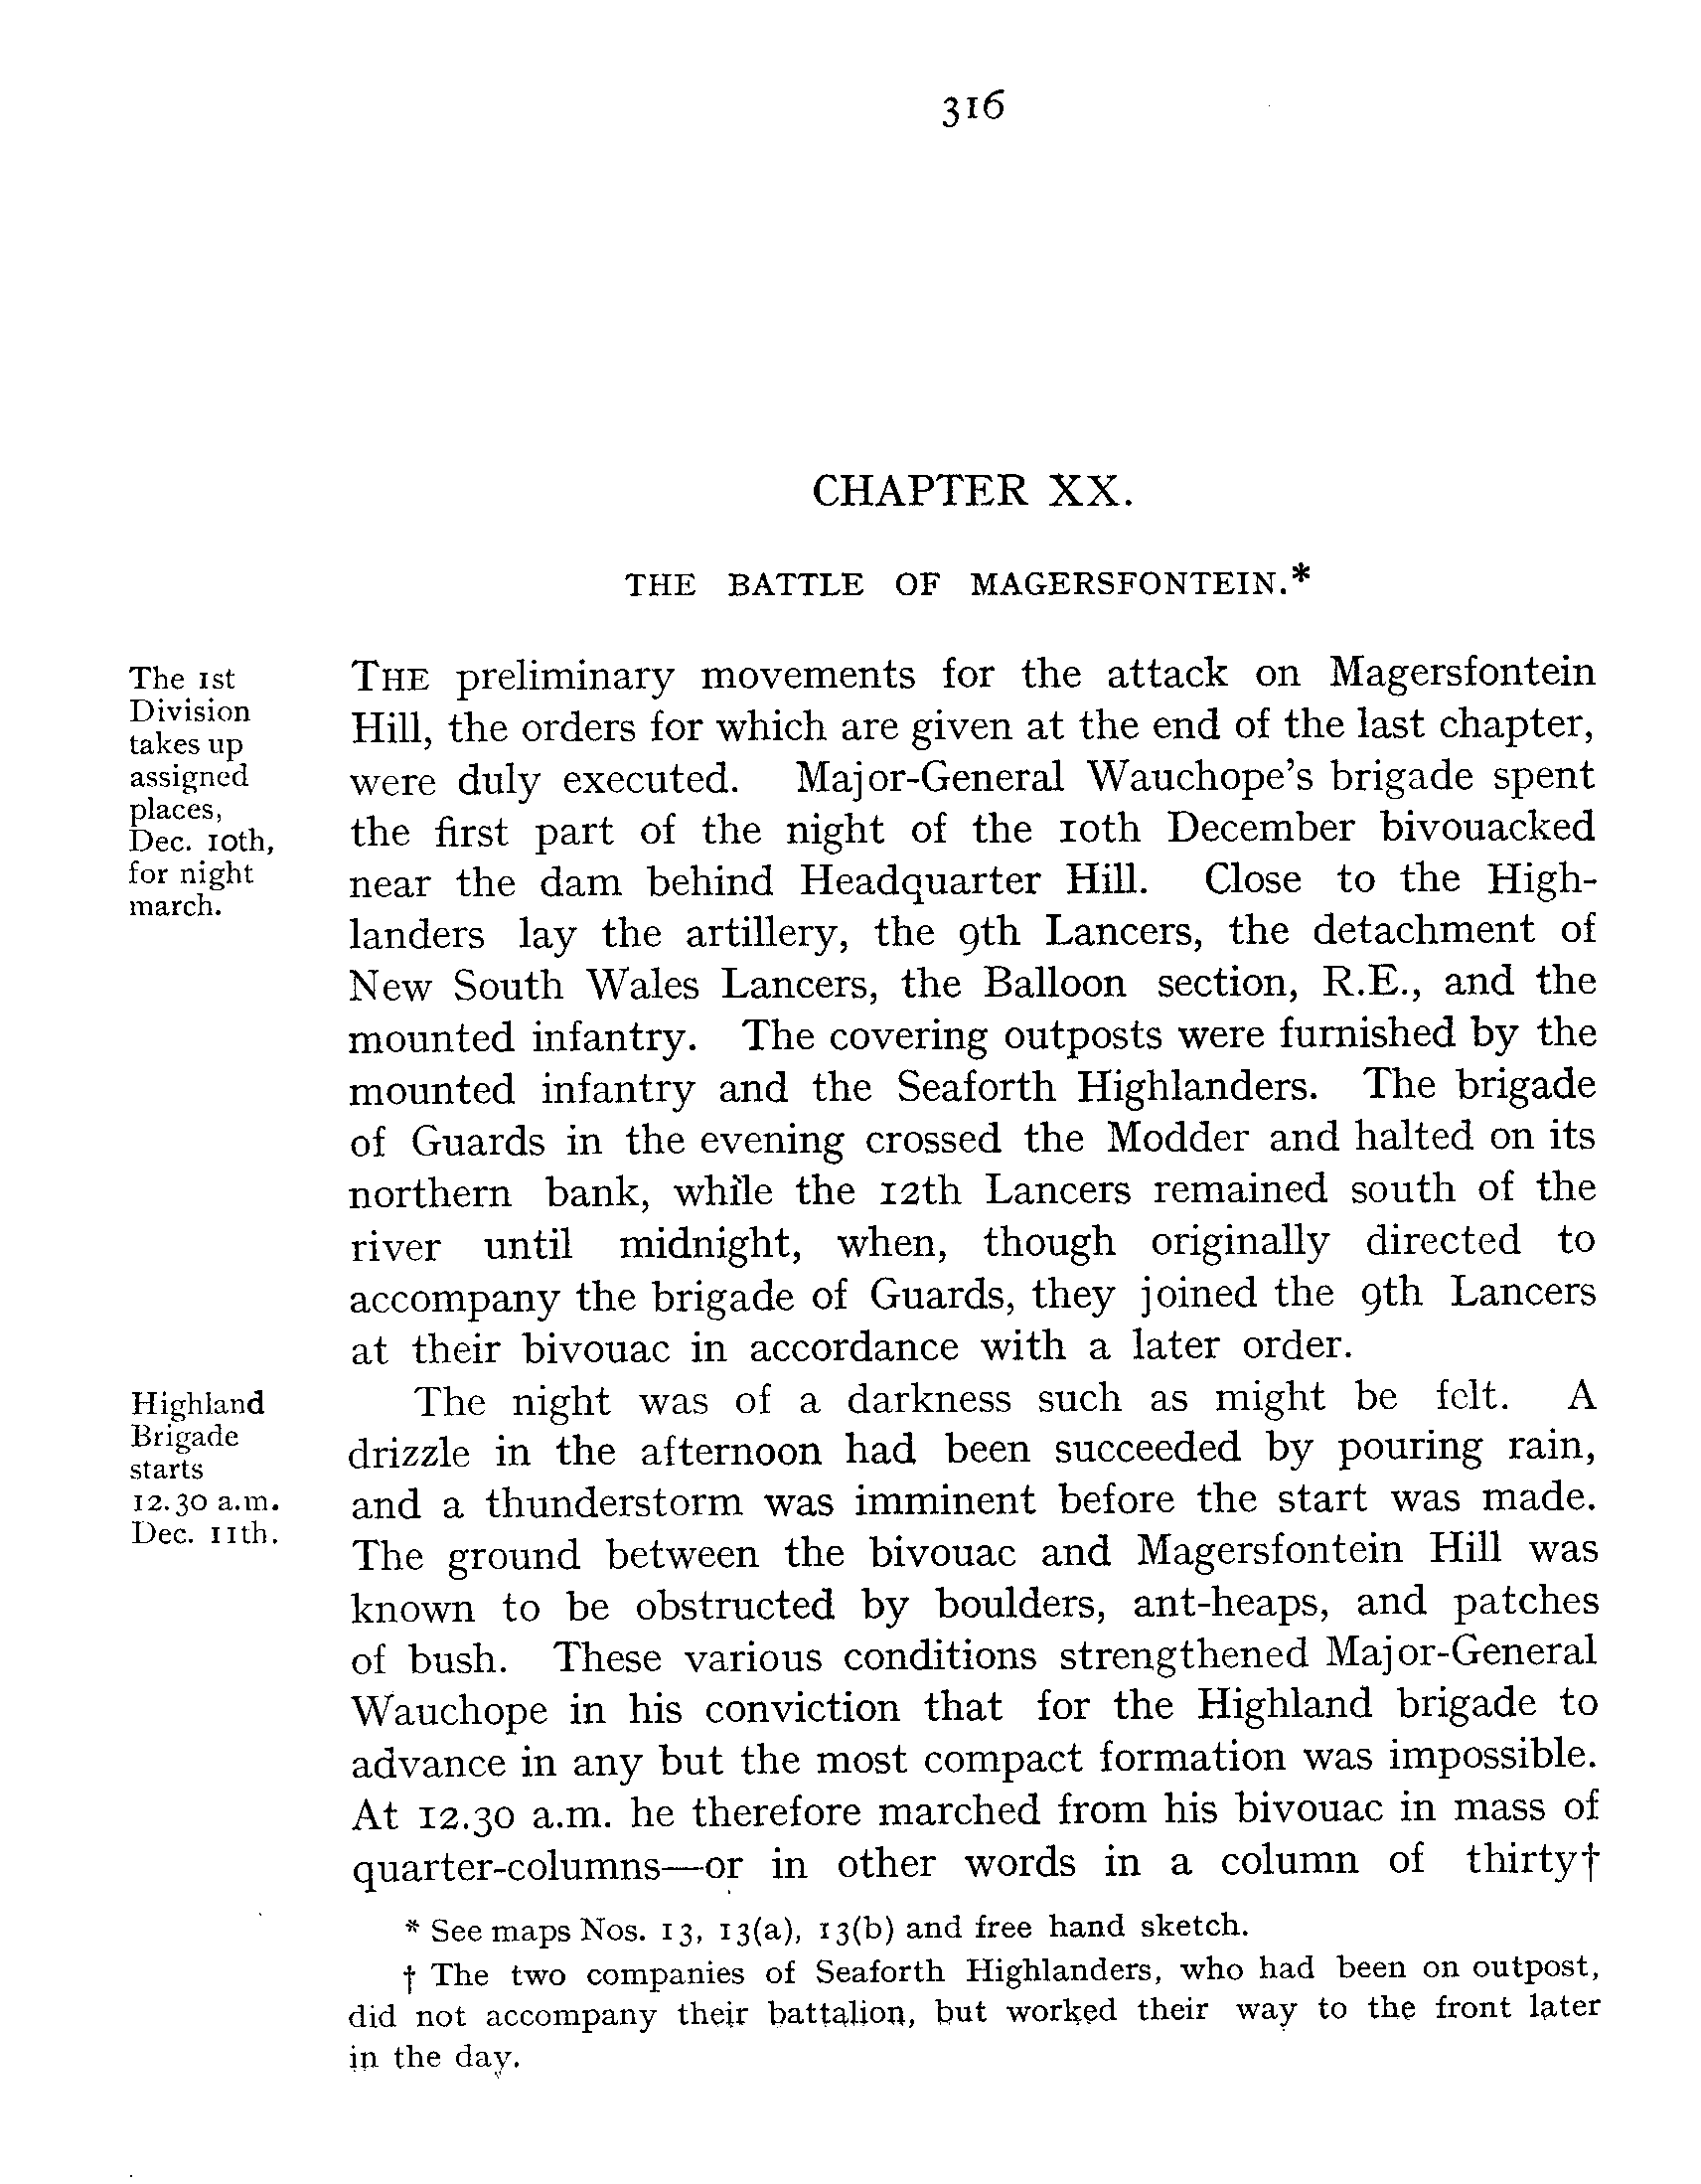 316
CHAPTER XX.
THE BATTLE OF MAGERSFONTEIN.*
The 1st
Division
takes up
assigned
places,
Dec. 10th,
for night
march.
THE preliminary movements for the attack on Magersfontein
Hill, the orders for which are given at the end of the last chapter,
were duly executed. Major-General Wauchope's brigade spent
the first part of the night of the 10th December bivouacked
near the dam behind Headquarter Hill. Close to the High-
landers lay the artillery, the 9th Lancers, the detachment of
New South Wales Lancers, the Balloon section, R.E., and the
mounted infantry. The covering outposts were furnished by the
mounted infantry and the Seaforth Highlanders. The brigade
of Guards in the evening crossed the Modder and halted on its
northern bank, while the 12th Lancers remained south of the
river until midnight, when, though originally directed to
accompany the brigade of Guards, they joined the 9th Lancers
at their bivouac in accordance with a later order.
Highland
Brigade
starts
12.30 a.m.
Dec. 11th.
The night was of a darkness such as might be felt. A
drizzle in the afternoon had been succeeded by pouring rain,
and a thunderstorm was imminent before the start was made.
The ground between the bivouac and Magersfontein Hill was
known to be obstructed by boulders, ant-heaps, and patches
of bush. These various conditions strengthened Major-General
Wauchope in his conviction that for the Highland brigade to
advance in any but the most compact formation was impossible.
At 12.30 a.m. he therefore marched from his bivouac in mass of
quarter-columns—or in other words in a column of thirty†
* See maps Nos. 13, 13(a), 13(b) and free hand sketch.
† The two companies of Seaforth Highlanders, who had been on outpost,
did not accompany their battalion, but worked their way to the front later
in the day.